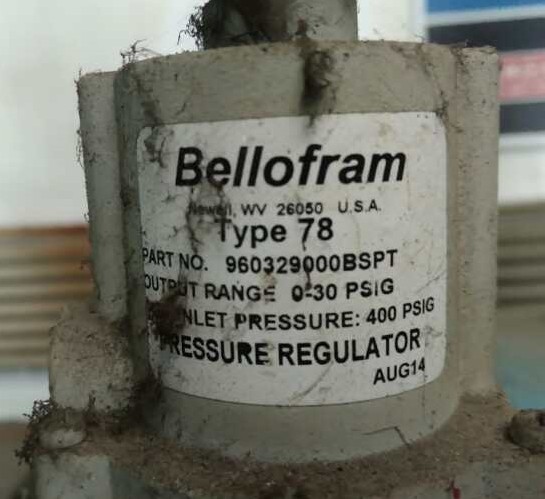 Bellofram
Newell, WV 26050 U.S.A.
Type 78
PART NO. 960329000BSPT
OUTPUT RANGE 0-30 PSIG
INLET PRESSURE: 400 PSIG
PRESSURE REGULATOR
AUG14